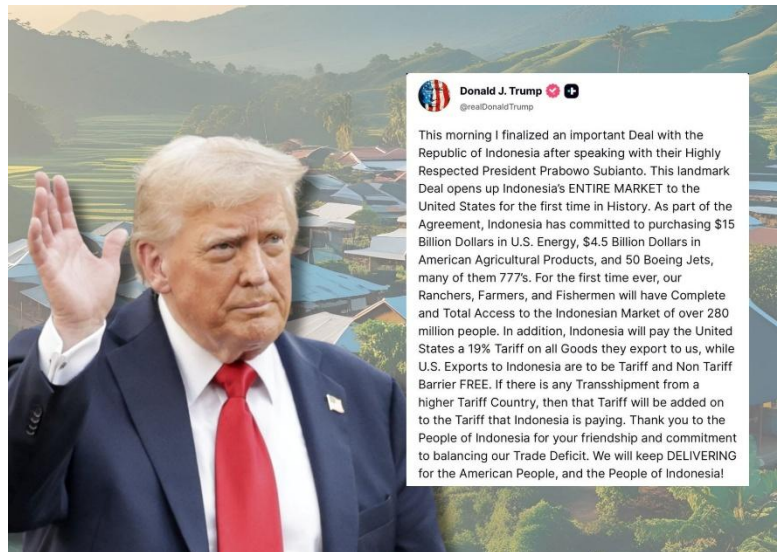 Donald J. Trump
@realDonaldTrump
This morning I finalized an important Deal with the
Republic of Indonesia after speaking with their Highly
Respected President Prabowo Subianto. This landmark
Deal opens up Indonesia's ENTIRE MARKET to the
United States for the first time in History. As part of the
Agreement, Indonesia has committed to purchasing $15
Billion Dollars in U.S. Energy, $4.5 Billion Dollars in
American Agricultural Products, and 50 Boeing Jets,
many of them 777's. For the first time ever, our
Ranchers, Farmers, and Fishermen will have Complete
and Total Access to the Indonesian Market of over 280
million people. In addition, Indonesia will pay the United
States a 19% Tariff on all Goods they export to us, while
U.S. Exports to Indonesia are to be Tariff and Non Tariff
Barrier FREE. If there is any Transshipment from a
higher Tariff Country, then that Tariff will be added on
to the Tariff that Indonesia is paying. Thank you to the
People of Indonesia for your friendship and commitment
to balancing our Trade Deficit. We will keep DELIVERING
for the American People, and the People of Indonesia!